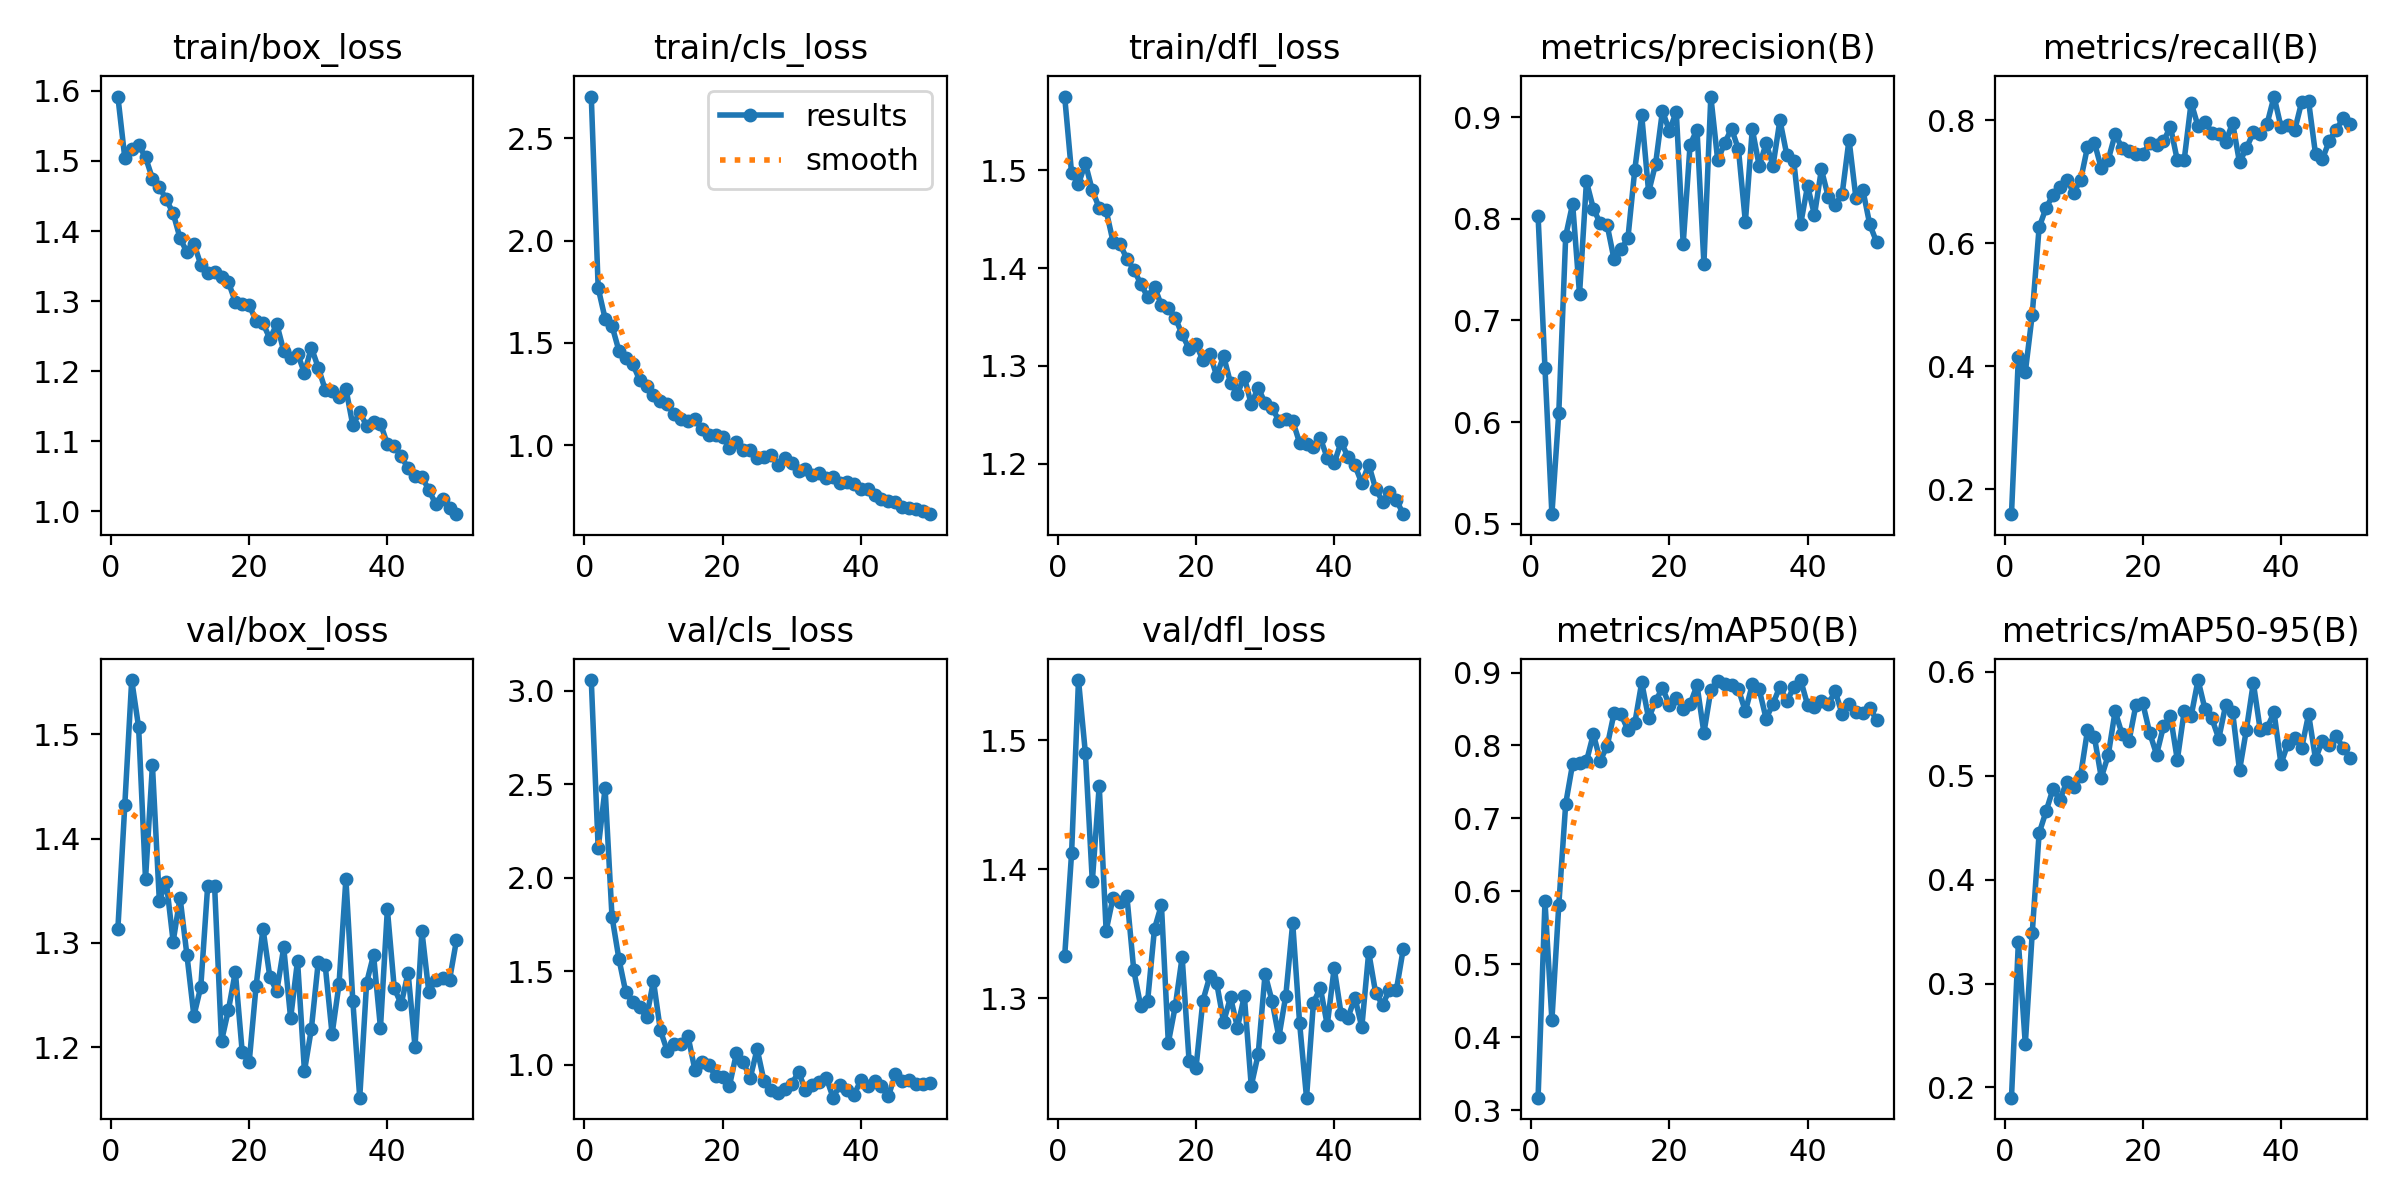 train/box_loss
1.6
1.5
1.4
1.3
1.2
1.1
1.0
0 20 40
train/cls_loss
results
smooth
2.5
2.0
1.5
1.0
0 20 40
train/dfl_loss
1.5
1.4
1.3
1.2
0 20 40
metrics/precision(B)
0.9
0.8
0.7
0.6
0.5
0 20 40
metrics/recall(B)
0.8
0.6
0.4
0.2
0 20 40
val/box_loss
1.5
1.4
1.3
1.2
0 20 40
val/cls_loss
3.0
2.5
2.0
1.5
1.0
0 20 40
val/dfl_loss
1.5
1.4
1.3
0 20 40
metrics/mAP50(B)
0.9
0.8
0.7
0.6
0.5
0.4
0.3
0 20 40
metrics/mAP50-95(B)
0.6
0.5
0.4
0.3
0.2
0 20 40